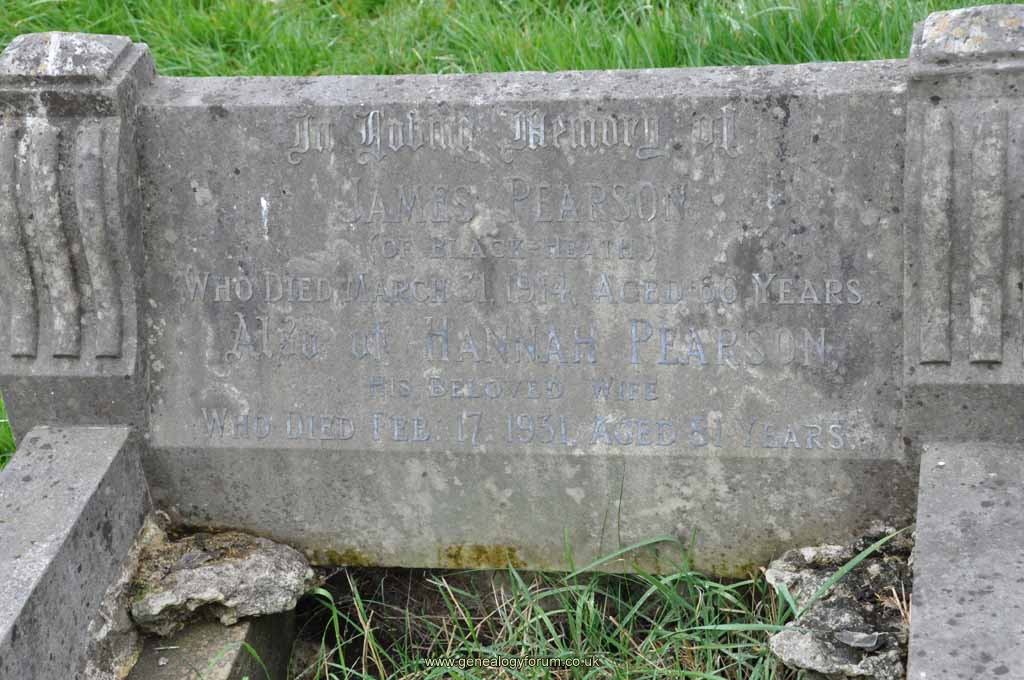 In Loving Memory of
JAMES PEARSON
(OF BLACK-HEATH)
WHO DIED MARCH 31, 1914, AGED 60 YEARS.
Also of HANNAH PEARSON,
HIS BELOVED WIFE
WHO DIED FEB. 17, 1931, AGED 81 YEARS.
www.genealogyforum.co.uk